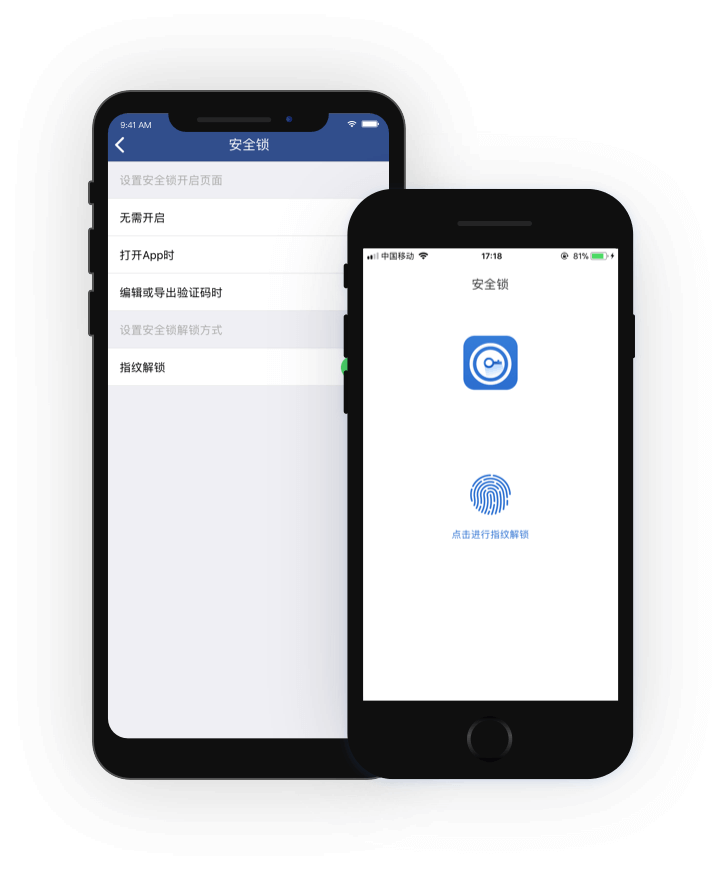 9:41 AM
安全锁
设置安全锁开启页面
无需开启
打开App时
编辑或导出验证码时
设置安全锁解锁方式
指纹解锁
中国移动 17:18 81%
安全锁
点击进行指纹解锁